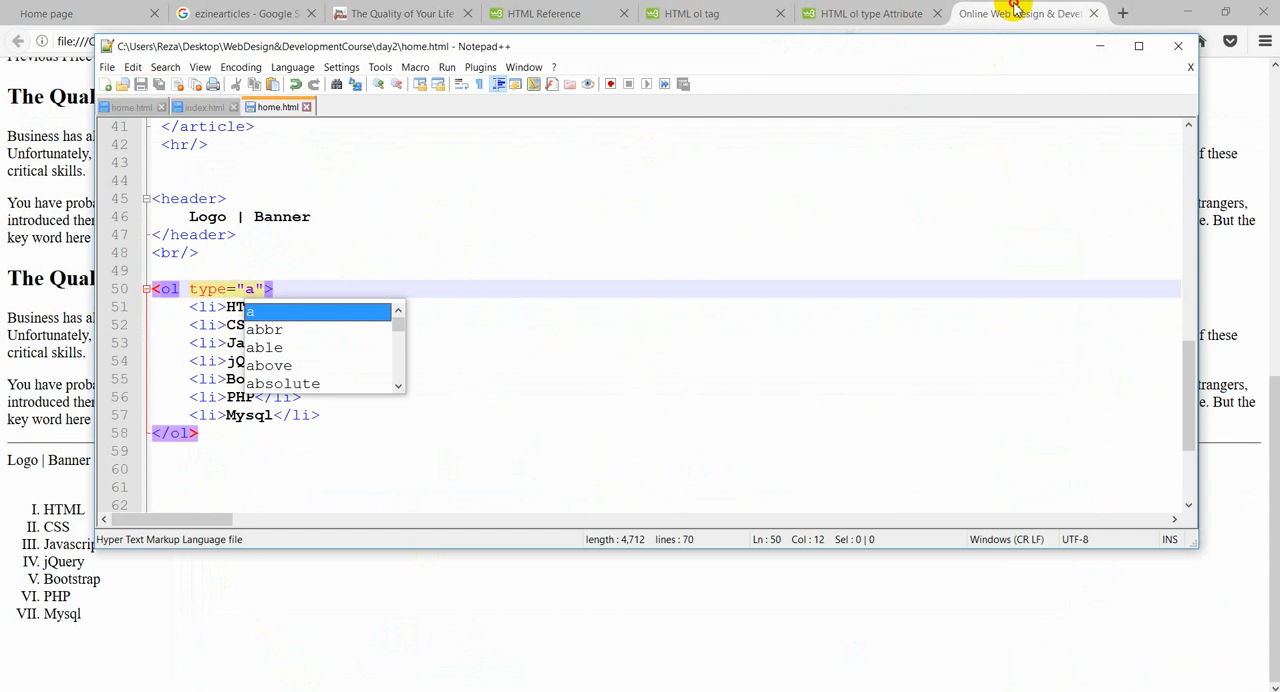 Home page
ezinearticles - Google S
The Quality of Your Life
HTML Reference
HTML ol tag
HTML ol type Attribute
Online Web Design & Devel
file:///C
C:\Users\Reza\Desktop\WebDesign&DevelopmentCourse\day2\home.html - Notepad++
File Edit Search View Encoding Language Settings Tools Macro Run Plugins Window ?
X
home.html index.html home.html
41 </article>
42 <hr/>
43
44
45 <header>
46 Logo | Banner
47 </header>
48 <br/>
49
50 <ol type="a">
51 <li>HT
52 <li>CS
53 <li>Ja
54 <li>jQ
55 <li>Bo
56 <li>PHP</li>
57 <li>Mysql</li>
58 </ol>
59
60
61
62
a
abbr
able
above
absolute
Hyper Text Markup Language file
length : 4,712 lines : 70
Ln : 50 Col : 12 Sel : 0 | 0
Windows (CR LF)
UTF-8
INS
The Qual
Business has al
Unfortunately,
critical skills.
f these
You have proba
introduced then
key word here
trangers,
e. But the
The Qua
Business has al
Unfortunately,
critical skills.
f these
You have proba
introduced then
key word here
trangers,
e. But the
Logo | Banner
I. HTML
II. CSS
III. Javascrip
IV. jQuery
V. Bootstrap
VI. PHP
VII. Mysql